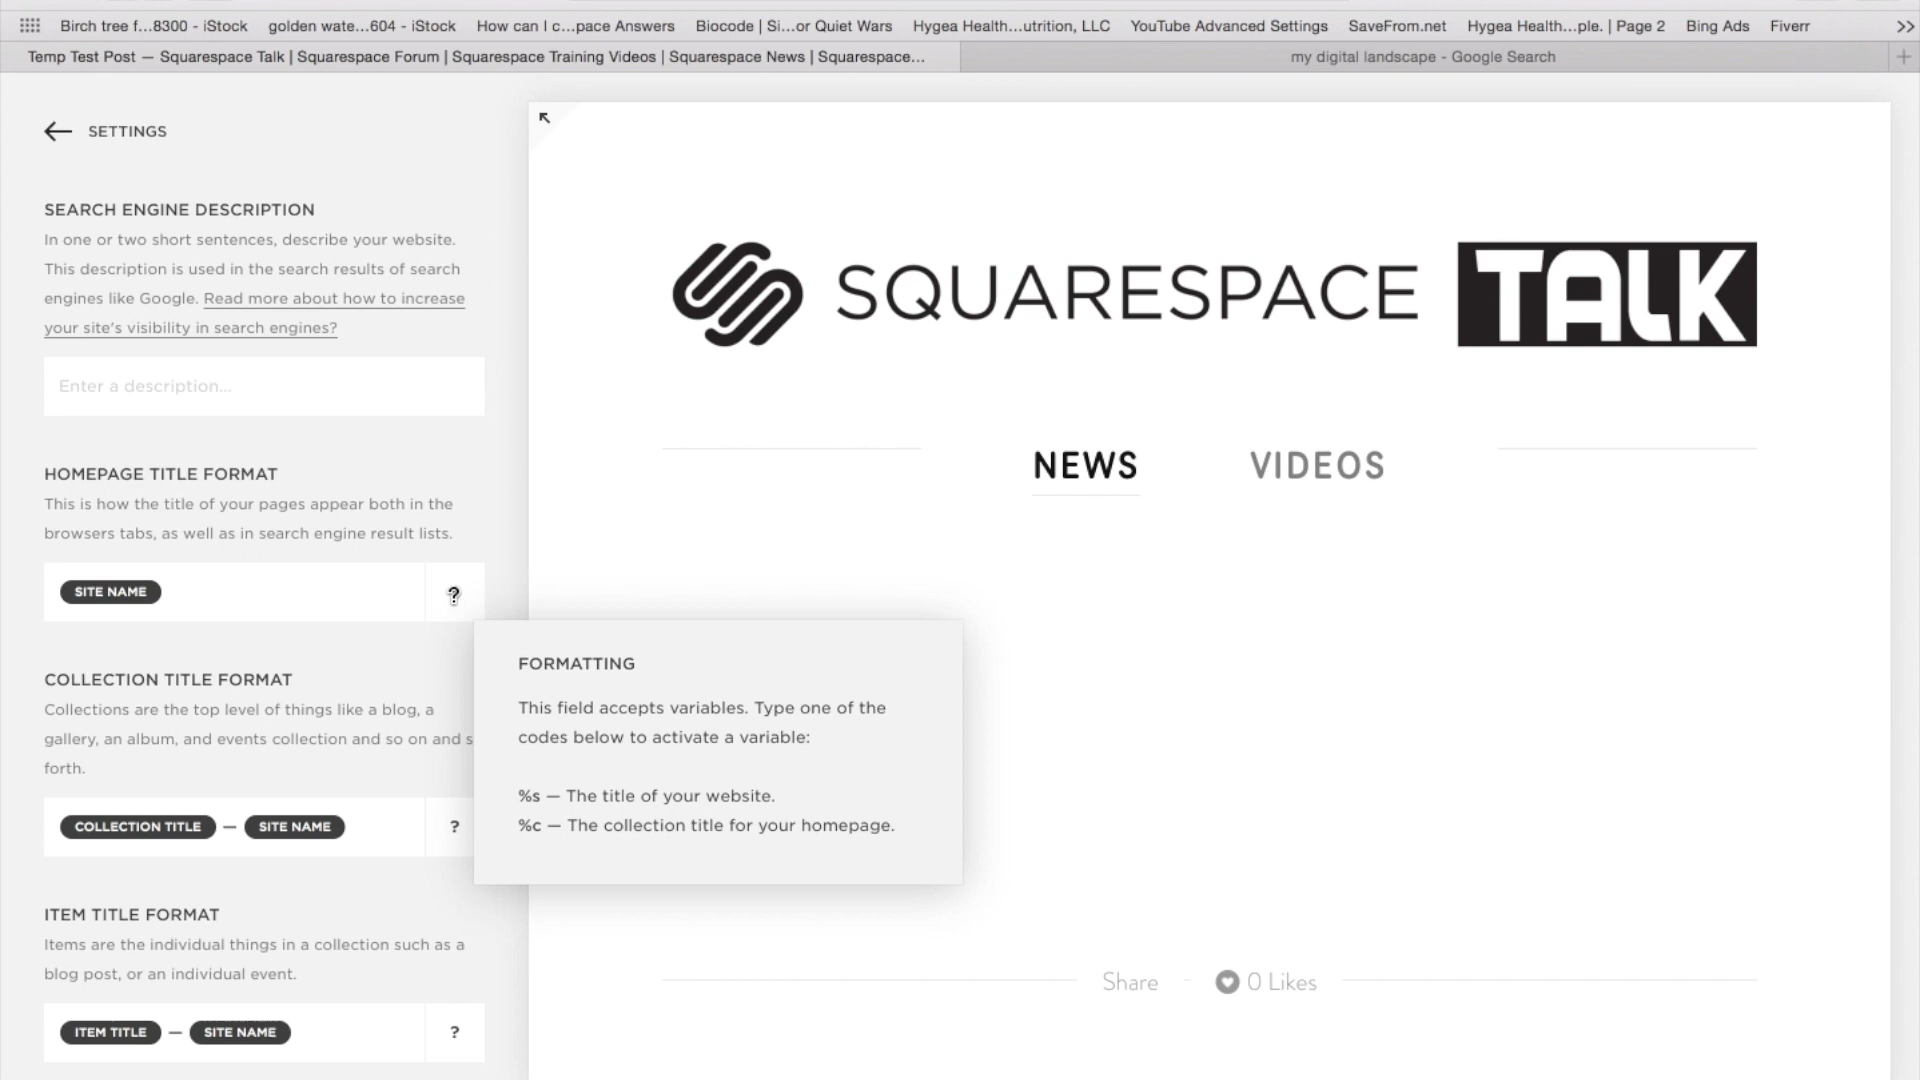 Birch tree f...8300 - iStock golden wate...604 - iStock How can I c...pace Answers Biocode | Si...or Quiet Wars Hygea Health...utrition, LLC YouTube Advanced Settings SaveFrom.net Hygea Health...ple. | Page 2 Bing Ads Fiverr >>
Temp Test Post — Squarespace Talk | Squarespace Forum | Squarespace Training Videos | Squarespace News | Squarespace... my digital landscape - Google Search +
SETTINGS
SEARCH ENGINE DESCRIPTION
In one or two short sentences, describe your website.
This description is used in the search results of search
engines like Google. Read more about how to increase
your site's visibility in search engines?
Enter a description...
HOMEPAGE TITLE FORMAT
This is how the title of your pages appear both in the
browsers tabs, as well as in search engine result lists.
SITE NAME ?
COLLECTION TITLE FORMAT
Collections are the top level of things like a blog, a
gallery, an album, and events collection and so on and s
forth.
COLLECTION TITLE — SITE NAME ?
ITEM TITLE FORMAT
Items are the individual things in a collection such as a
blog post, or an individual event.
ITEM TITLE — SITE NAME ?
FORMATTING
This field accepts variables. Type one of the
codes below to activate a variable:
%s — The title of your website.
%c — The collection title for your homepage.
SQUARESPACE TALK
NEWS VIDEOS
Share - 0 Likes